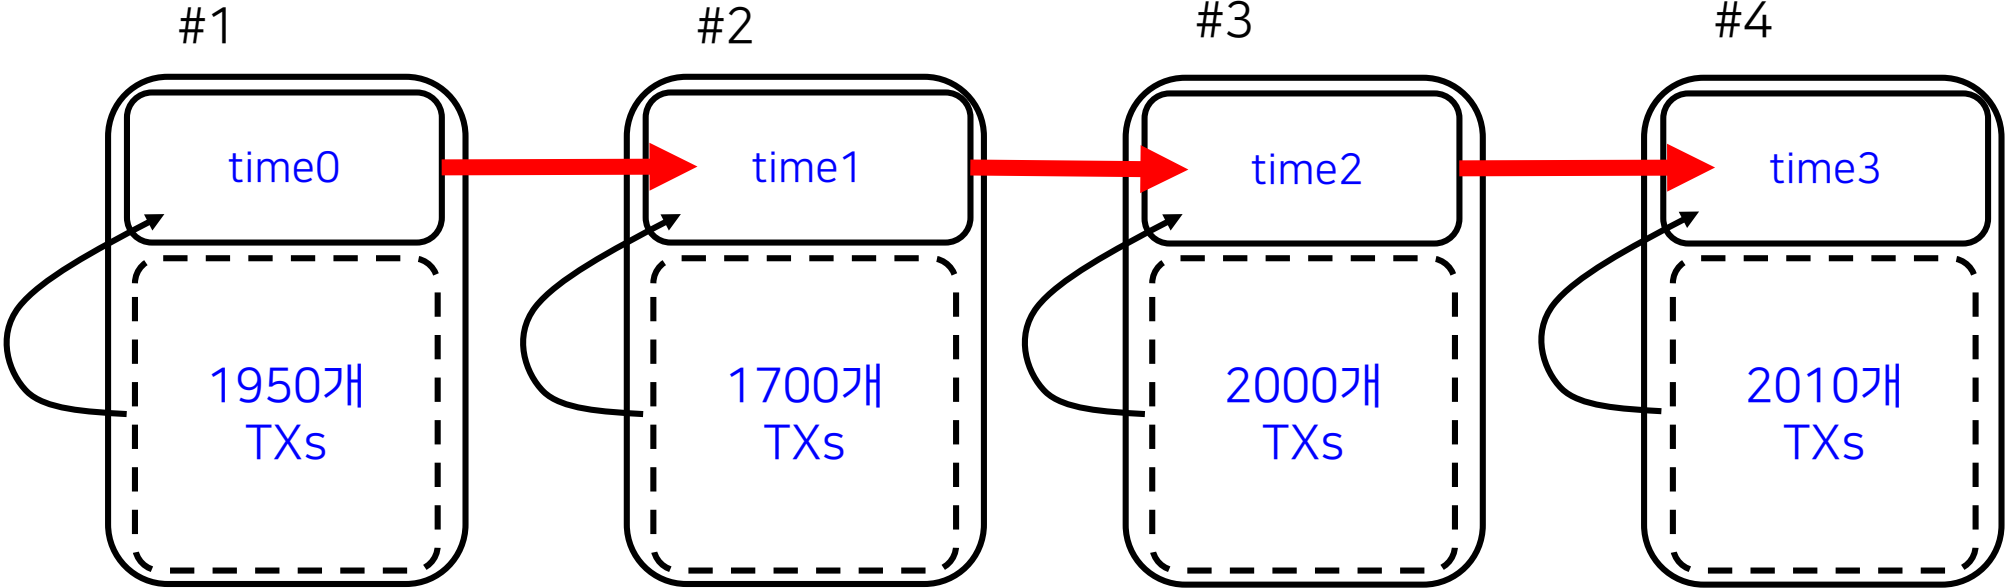 #1
#2
#3
#4
time0
time1
time2
time3
1950개
TXs
1700개
TXs
2000개
TXs
2010개
TXs